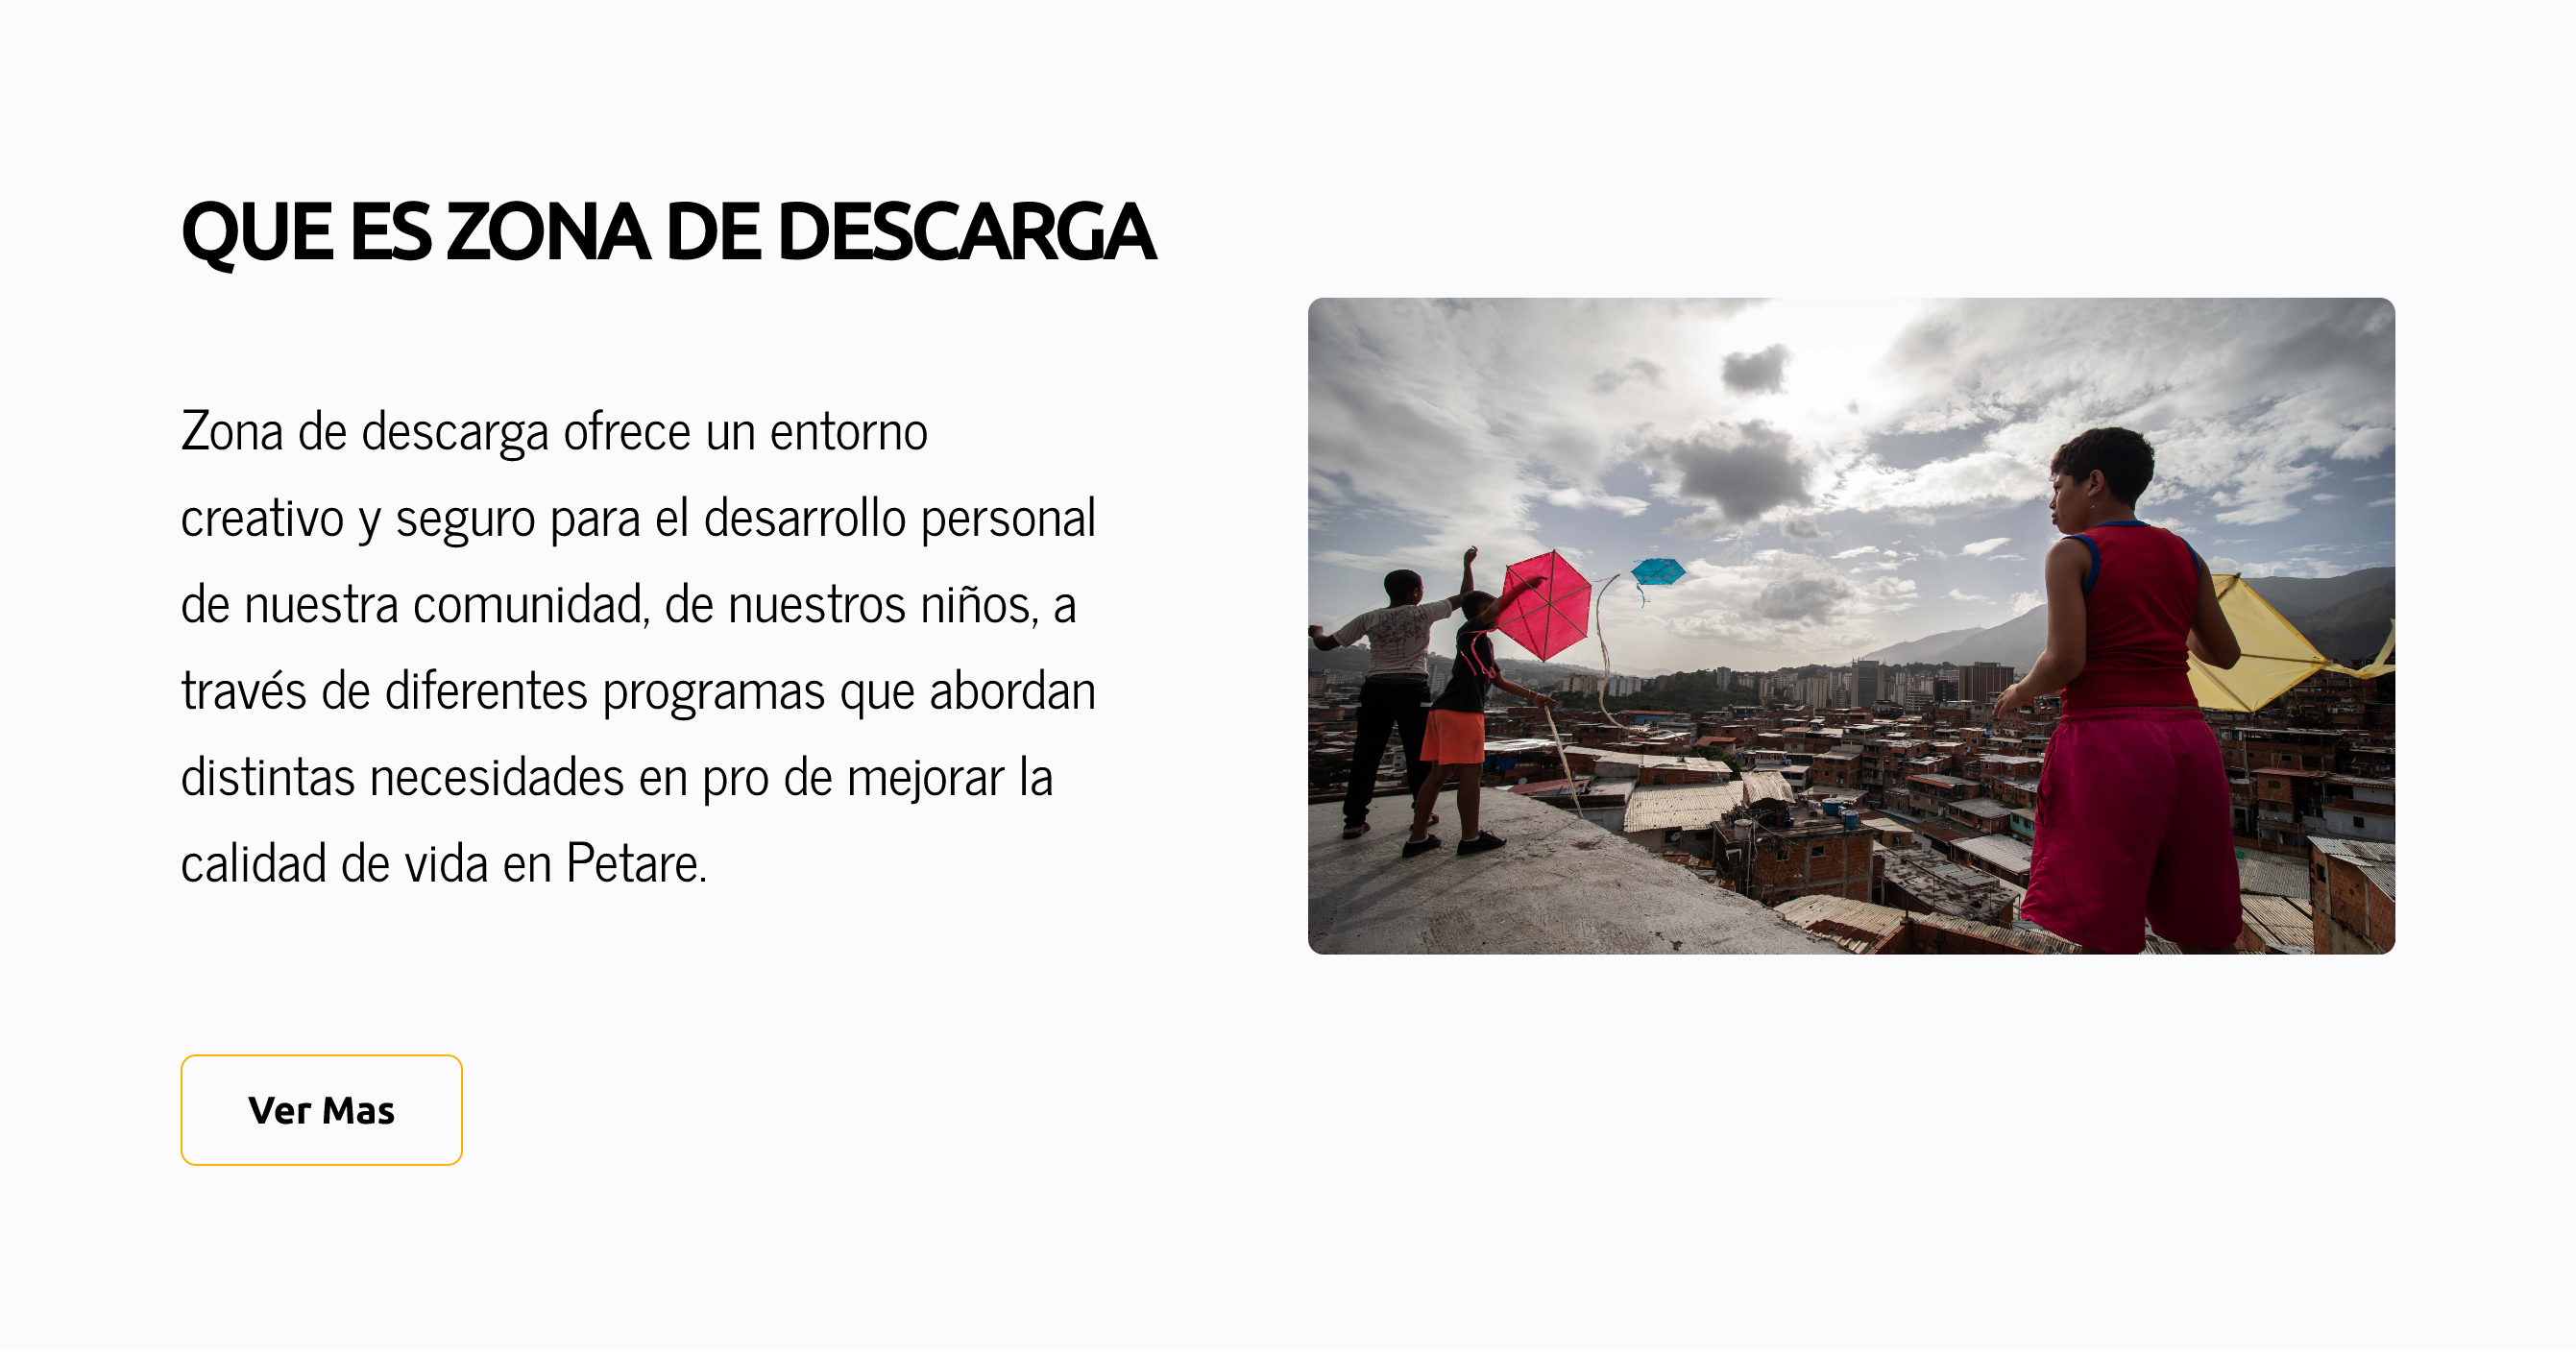 QUE ES ZONA DE DESCARGA
Zona de descarga ofrece un entorno
creativo y seguro para el desarrollo personal
de nuestra comunidad, de nuestros niños, a
través de diferentes programas que abordan
distintas necesidades en pro de mejorar la
calidad de vida en Petare.
Ver Mas